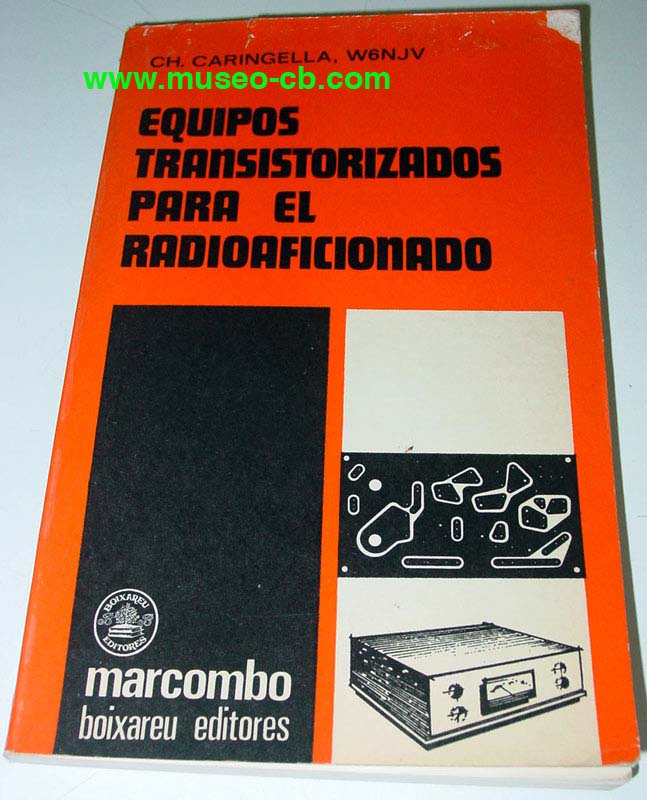 CH. CARINGELLA, W6NJV
www.museo-cb.com
EQUIPOS
TRANSISTORIZADOS
PARA EL
RADIOAFICIONADO
BOIXAREU
EDITORES
marcombo
boixareu editores